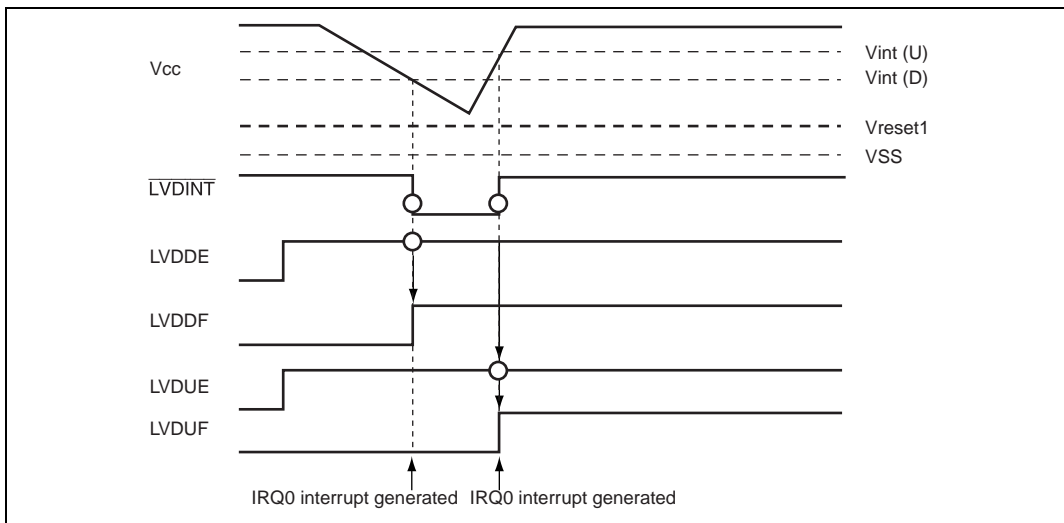 Vcc
Vint (U)
Vint (D)
Vreset1
VSS
LVDINT
LVDDE
LVDDF
LVDUE
LVDUF
IRQ0 interrupt generated
IRQ0 interrupt generated